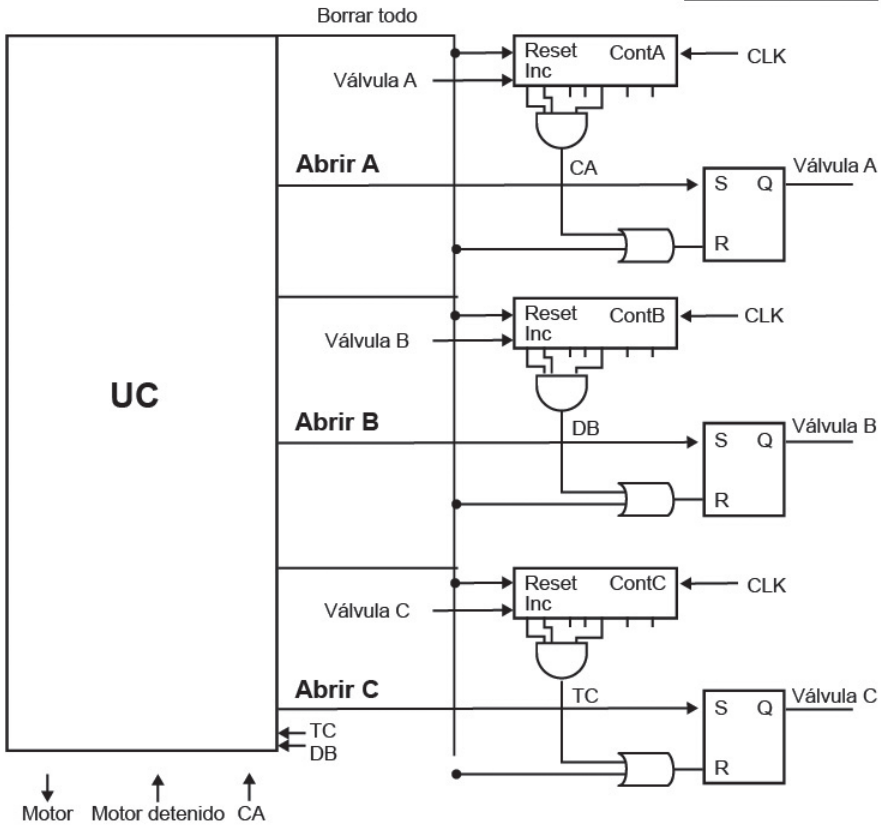 Borrar todo
Reset ContA
Inc
CLK
Válvula A
CA
Abrir A
S Q
R
Válvula A
Reset ContB
Inc
CLK
Válvula B
UC
DB
Abrir B
S Q
R
Válvula B
Reset ContC
Inc
CLK
Válvula C
TC
Abrir C
S Q
R
Válvula C
TC
DB
Motor Motor detenido CA